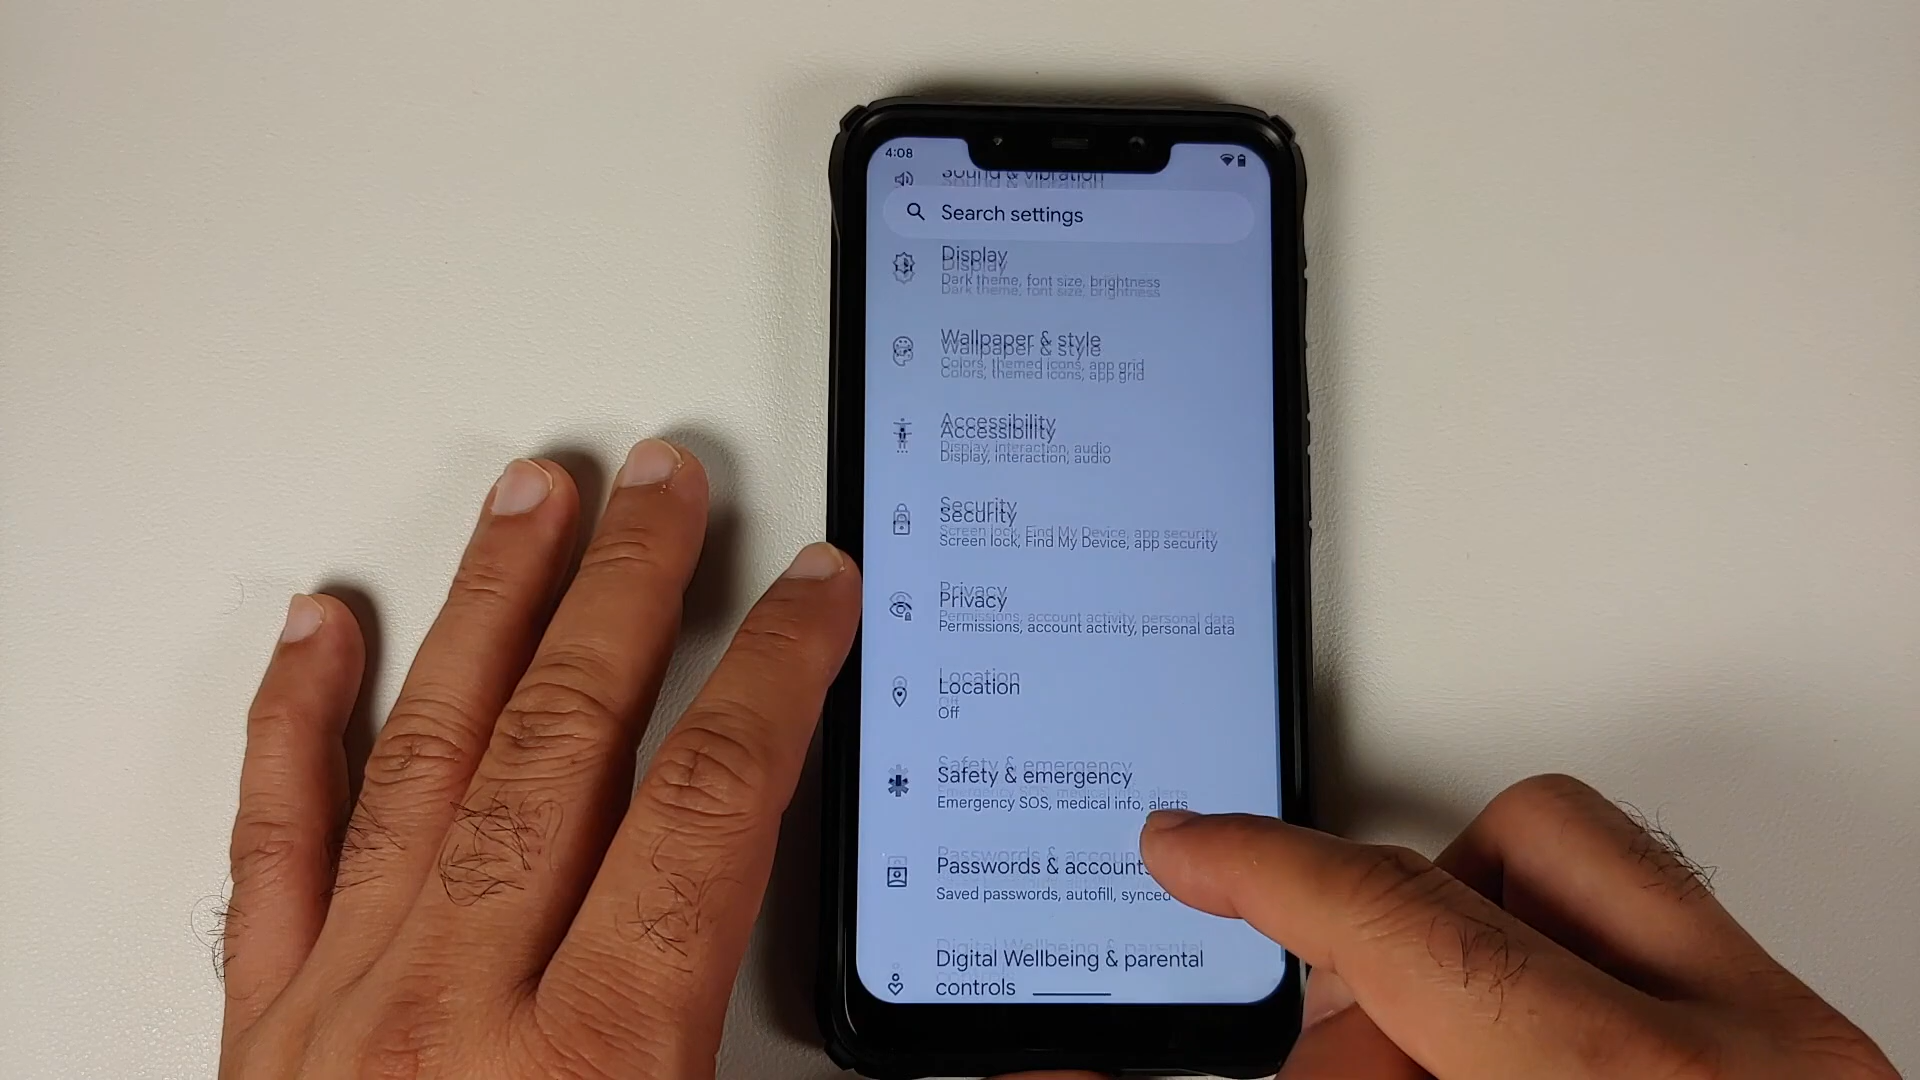 4:08
Sound & vibration
Search settings
Display
Dark theme, font size, brightness
Wallpaper & style
Colors, themed icons, app grid
Accessibility
Display, interaction, audio
Security
Screen lock, Find My Device, app security
Privacy
Permissions, account activity, personal data
Location
Off
Safety & emergency
Emergency SOS, medical info, alerts
Passwords & accounts
Saved passwords, autofill, synced
Digital Wellbeing & parental
controls